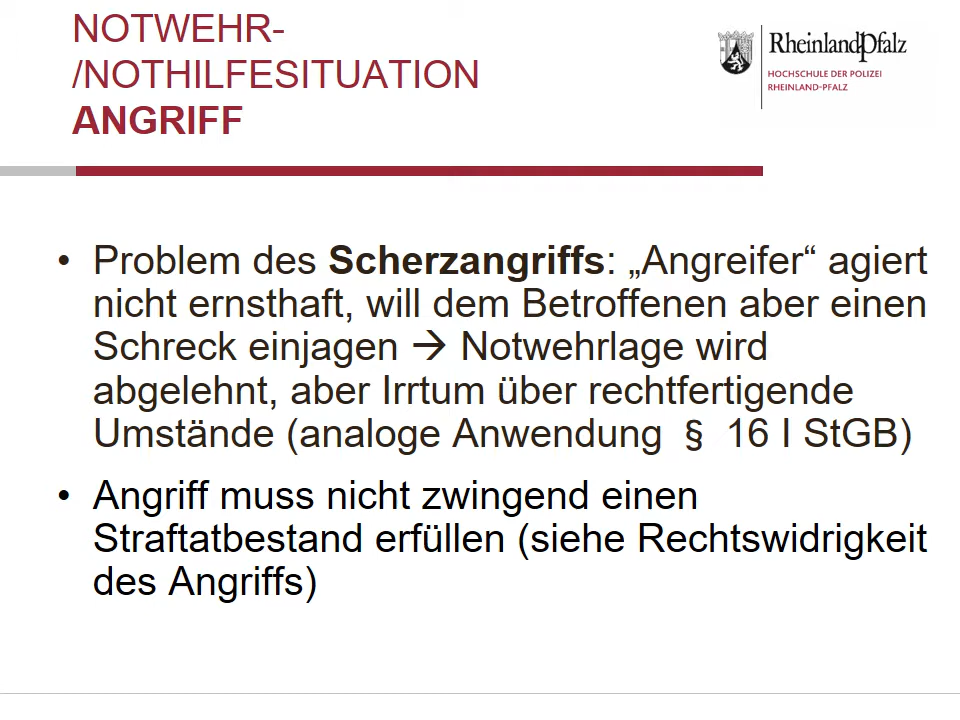 NOTWEHR-
/NOTHILFESITUATION
ANGRIFF
RheinlandPfalz
HOCHSCHULE DER POLIZEI
RHEINLAND-PFALZ
• Problem des Scherzangriffs: „Angreifer“ agiert
nicht ernsthaft, will dem Betroffenen aber einen
Schreck einjagen → Notwehrlage wird
abgelehnt, aber Irrtum über rechtfertigende
Umstände (analoge Anwendung § 16 I StGB)
• Angriff muss nicht zwingend einen
Straftatbestand erfüllen (siehe Rechtswidrigkeit
des Angriffs)